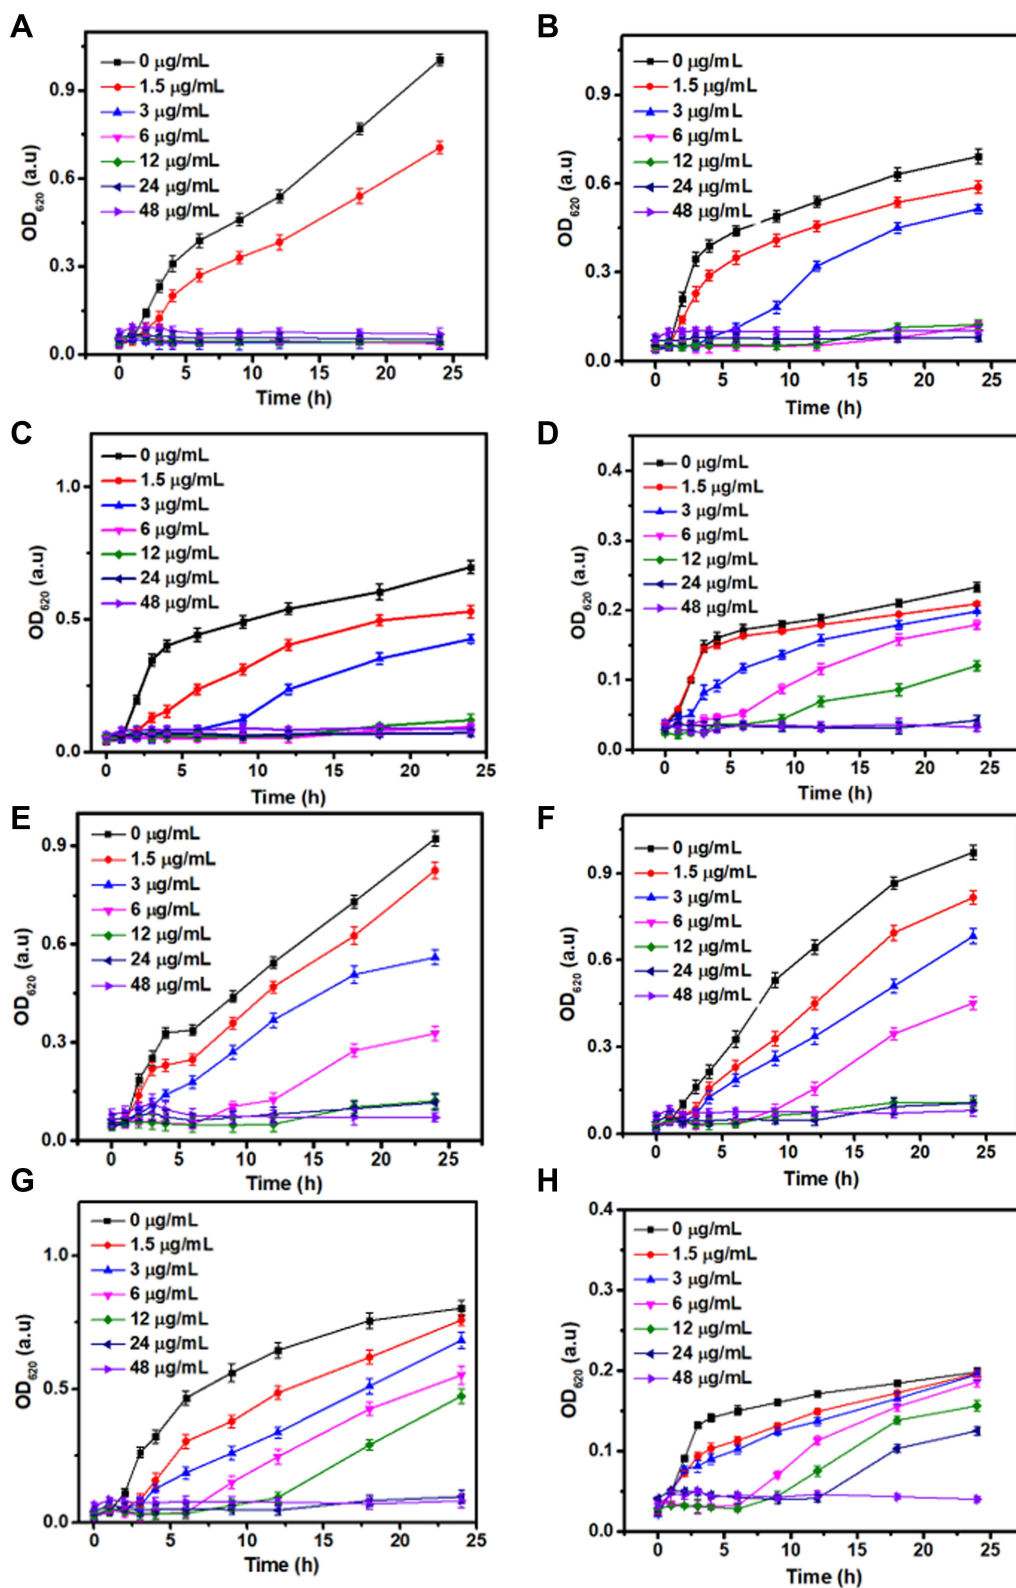 A
0 µg/mL
1.5 µg/mL
3 µg/mL
6 µg/mL
12 µg/mL
24 µg/mL
48 µg/mL
0.9
0.6
0.3
0.0
OD620 (a.u)
0 5 10 15 20 25
Time (h)
B
0 µg/mL
1.5 µg/mL
3 µg/mL
6 µg/mL
12 µg/mL
24 µg/mL
48 µg/mL
0.9
0.6
0.3
0.0
OD620 (a.u)
0 5 10 15 20 25
Time (h)
C
0 µg/mL
1.5 µg/mL
3 µg/mL
6 µg/mL
12 µg/mL
24 µg/mL
48 µg/mL
1.0
0.5
0.0
OD620 (a.u)
0 5 10 15 20 25
Time (h)
D
0 µg/mL
1.5 µg/mL
3 µg/mL
6 µg/mL
12 µg/mL
24 µg/mL
48 µg/mL
0.4
0.3
0.2
0.1
0.0
OD620 (a.u)
0 5 10 15 20 25
Time (h)
E
0 µg/mL
1.5 µg/mL
3 µg/mL
6 µg/mL
12 µg/mL
24 µg/mL
48 µg/mL
0.9
0.6
0.3
0.0
OD620 (a.u)
0 5 10 15 20 25
Time (h)
F
0 µg/mL
1.5 µg/mL
3 µg/mL
6 µg/mL
12 µg/mL
24 µg/mL
48 µg/mL
0.9
0.6
0.3
0.0
OD620 (a.u)
0 5 10 15 20 25
Time (h)
G
0 µg/mL
1.5 µg/mL
3 µg/mL
6 µg/mL
12 µg/mL
24 µg/mL
48 µg/mL
1.0
0.5
0.0
OD620 (a.u)
0 5 10 15 20 25
Time (h)
H
0 µg/mL
1.5 µg/mL
3 µg/mL
6 µg/mL
12 µg/mL
24 µg/mL
48 µg/mL
0.4
0.3
0.2
0.1
0.0
OD620 (a.u)
0 5 10 15 20 25
Time (h)